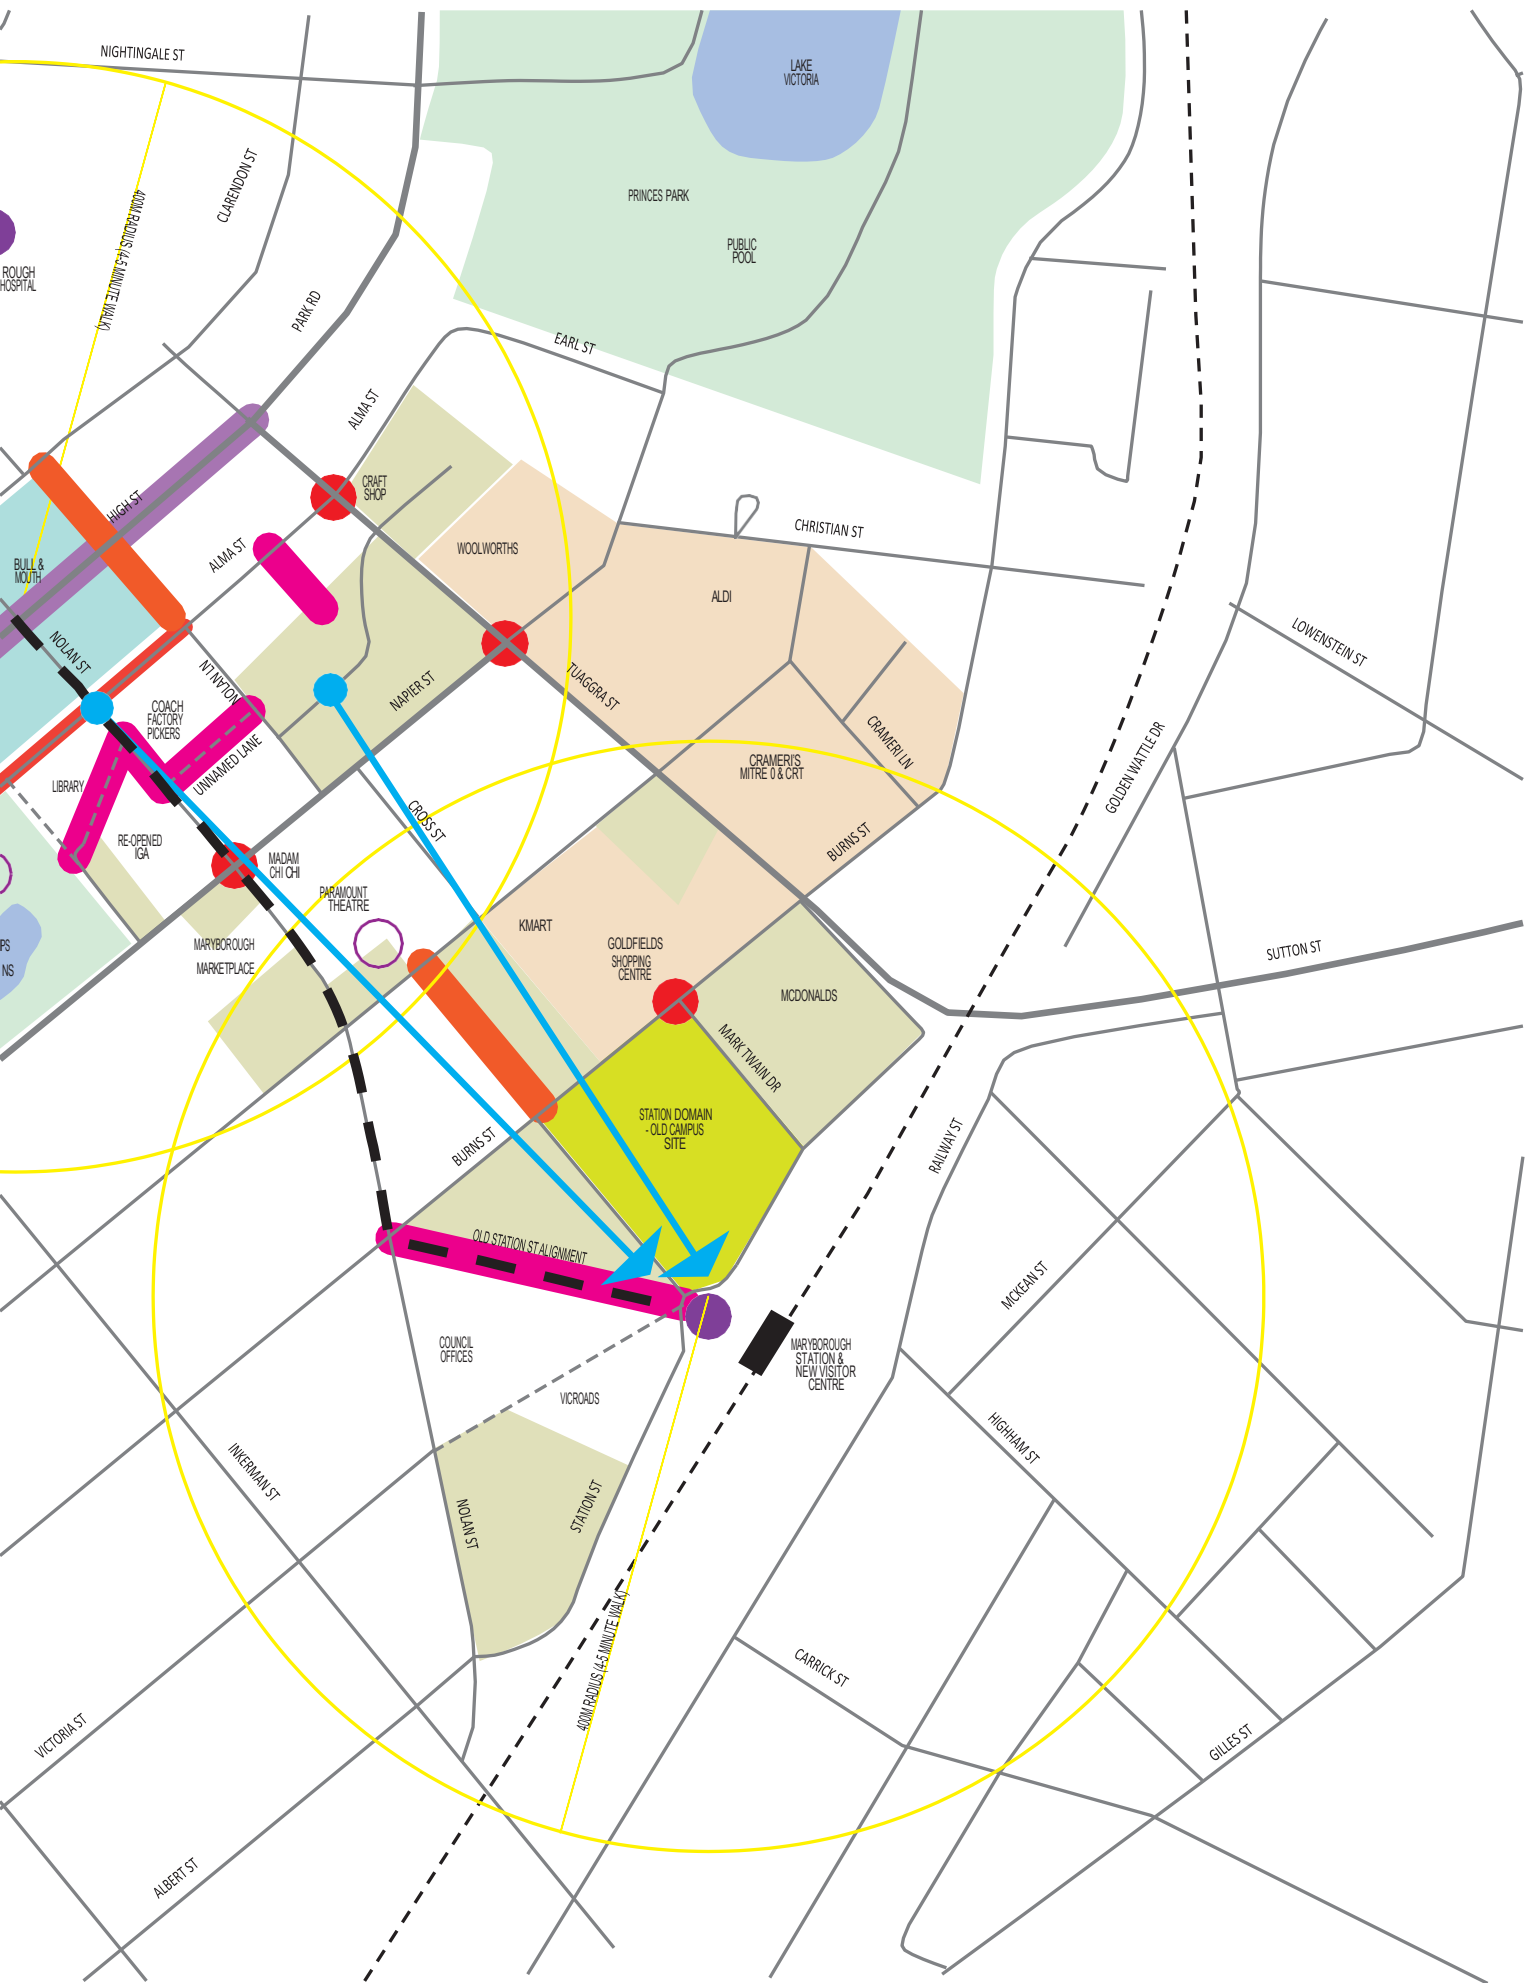 NIGHTINGALE ST
LAKE
VICTORIA
CLARENDON ST
400M RADIUS (4-5 MINUTE WALK)
PRINCES PARK
PUBLIC
POOL
ROUGH
HOSPITAL
PARK RD
EARL ST
ALMA ST
CRAFT
SHOP
HIGH ST
CHRISTIAN ST
WOOLWORTHS
ALMA ST
BULL &
MOUTH
ALDI
NOLAN ST
NOLAN LN
LOWENSTEIN ST
NAPIER ST
TUAGGRA ST
COACH
FACTORY
PICKERS
CRAMERI LN
UNNAMED LANE
CRAMERI'S
MITRE 0 & CRT
GOLDEN WATTLE DR
LIBRARY
CROSS ST
BURNS ST
RE-OPENED
IGA
MADAM
CHI CHI
PARAMOUNT
THEATRE
KMART
MARYBOROUGH
MARKETPLACE
GOLDFIELDS
SHOPPING
CENTRE
PS
NS
SUTTON ST
MCDONALDS
MARK TWAIN DR
STATION DOMAIN
- OLD CAMPUS
SITE
BURNS ST
RAILWAY ST
OLD STATION ST ALIGNMENT
MCKEAN ST
COUNCIL
OFFICES
MARYBOROUGH
STATION &
NEW VISITOR
CENTRE
VICROADS
HIGHHAM ST
INKERMAN ST
NOLAN ST
STATION ST
400M RADIUS (4-5 MINUTE WALK)
CARRICK ST
VICTORIA ST
GILLES ST
ALBERT ST